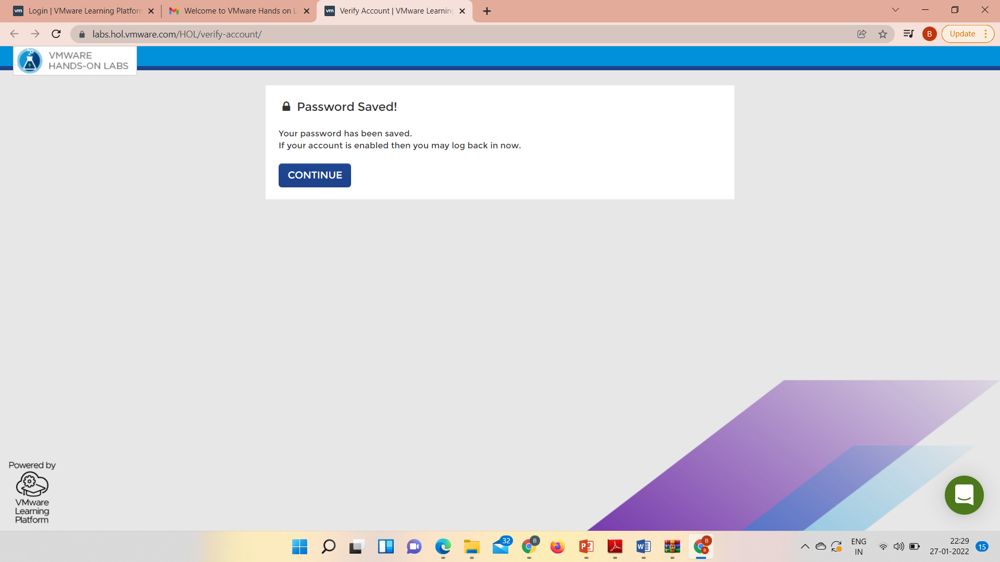 Login | VMware Learning Platform
Welcome to VMware Hands on L
Verify Account | VMware Learning
labs.hol.vmware.com/HOL/verify-account/
B
Update
VMWARE
HANDS-ON LABS
Password Saved!
Your password has been saved.
If your account is enabled then you may log back in now.
CONTINUE
Powered by
VMware
Learning
Platform
32
B
B
B
ENG
IN
22:29
27-01-2022
15